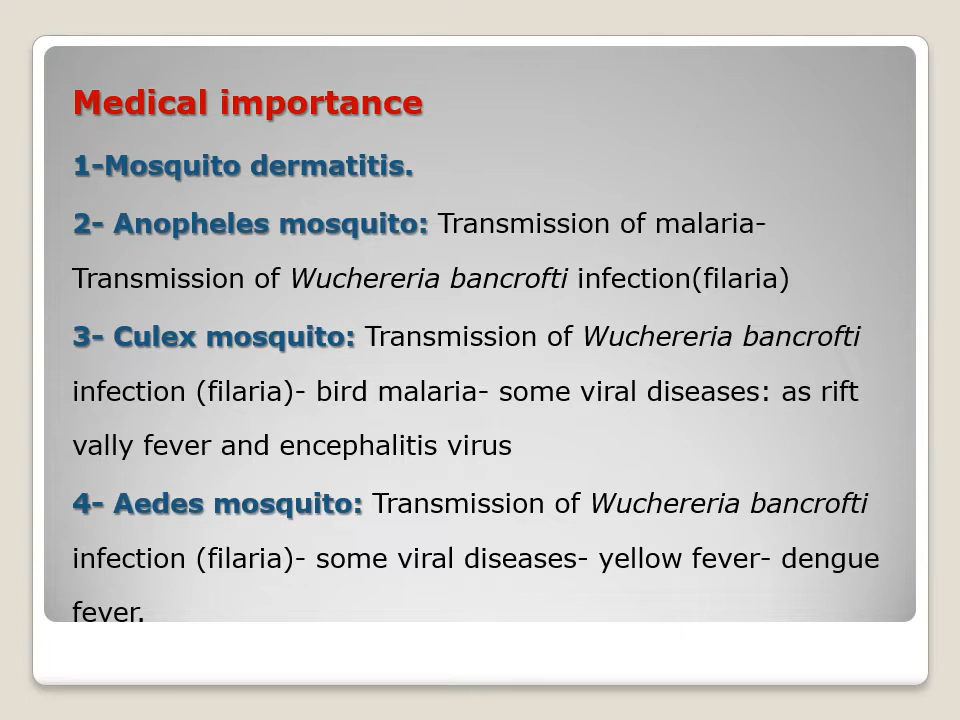 Medical importance
1-Mosquito dermatitis.
2- Anopheles mosquito: Transmission of malaria-
Transmission of Wuchereria bancrofti infection(filaria)
3- Culex mosquito: Transmission of Wuchereria bancrofti
infection (filaria)- bird malaria- some viral diseases: as rift
vally fever and encephalitis virus
4- Aedes mosquito: Transmission of Wuchereria bancrofti
infection (filaria)- some viral diseases- yellow fever- dengue
fever.